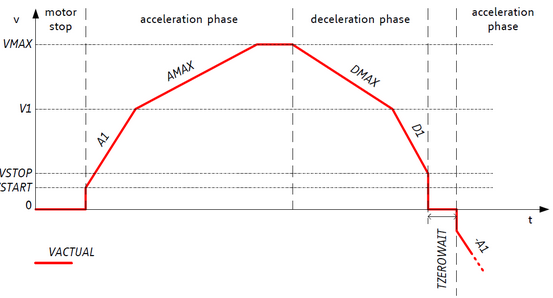 v
motor
stop
acceleration phase
deceleration phase
acceleration
phase
VMAX
AMAX
DMAX
V1
A1
D1
VSTOP
START
0
t
TZEROWAIT
-A1
VACTUAL